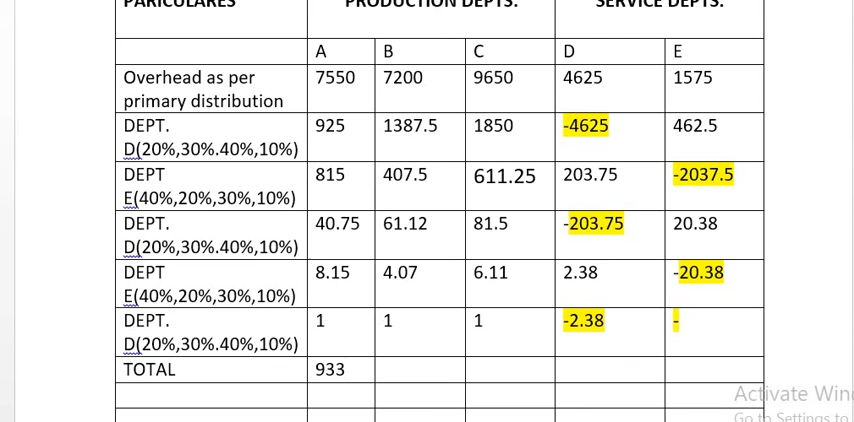 PARICULARES PRODUCTION DEPTS. SERVICE DEPTS.
A B C D E
Overhead as per 7550 7200 9650 4625 1575
primary distribution
DEPT. 925 1387.5 1850 -4625 462.5
D(20%,30%.40%,10%)
DEPT 815 407.5 611.25 203.75 -2037.5
E(40%,20%,30%,10%)
DEPT. 40.75 61.12 81.5 -203.75 20.38
D(20%,30%.40%,10%)
DEPT 8.15 4.07 6.11 2.38 -20.38
E(40%,20%,30%,10%)
DEPT. 1 1 1 -2.38 -
D(20%,30%.40%,10%)
TOTAL 933
Activate Win
Go to Settings to